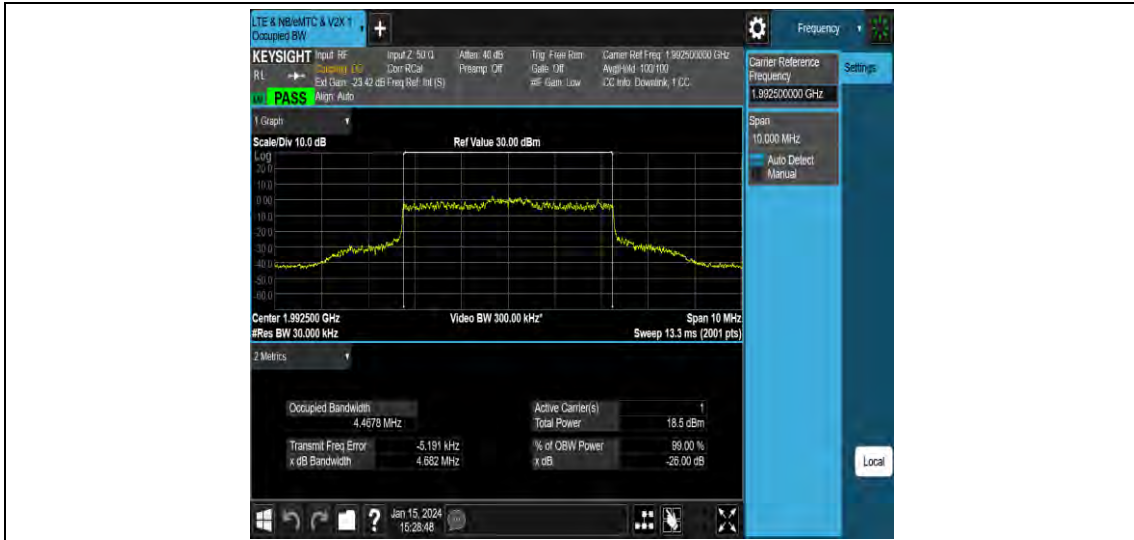 LTE & NB/eMTC & V2X 1
Occupied BW
KEYSIGHT Input: RF Input Z: 50 Ω Atten: 40 dB Trig: Free Run Carrier Ref Freq: 1.992500000 GHz
RL Coupling: DC Corr RCal Preamp: Off Gate: Off Avg|Hold: 100/100
Ext Gain: -23.42 dB Freq Ref: Int (S) #IF Gain: Low CC Info: Downlink, 1 CC
PASS Align: Auto
1 Graph
Scale/Div 10.0 dB Ref Value 30.00 dBm
Log
20.0
10.0
0.00
-10.0
-20.0
-30.0
-40.0
-50.0
-60.0
Center 1.992500 GHz Video BW 300.00 kHz* Span 10 MHz
#Res BW 30.000 kHz Sweep 13.3 ms (2001 pts)
2 Metrics
Occupied Bandwidth Active Carrier(s) 1
4.4678 MHz Total Power 18.5 dBm
Transmit Freq Error -5.191 kHz % of OBW Power 99.00 %
x dB Bandwidth 4.682 MHz x dB -26.00 dB
? Jan 15, 2024
15:28:48
Frequency
Carrier Reference
Frequency
1.992500000 GHz
Settings
Span
10.000 MHz
Auto Detect
Manual
Local